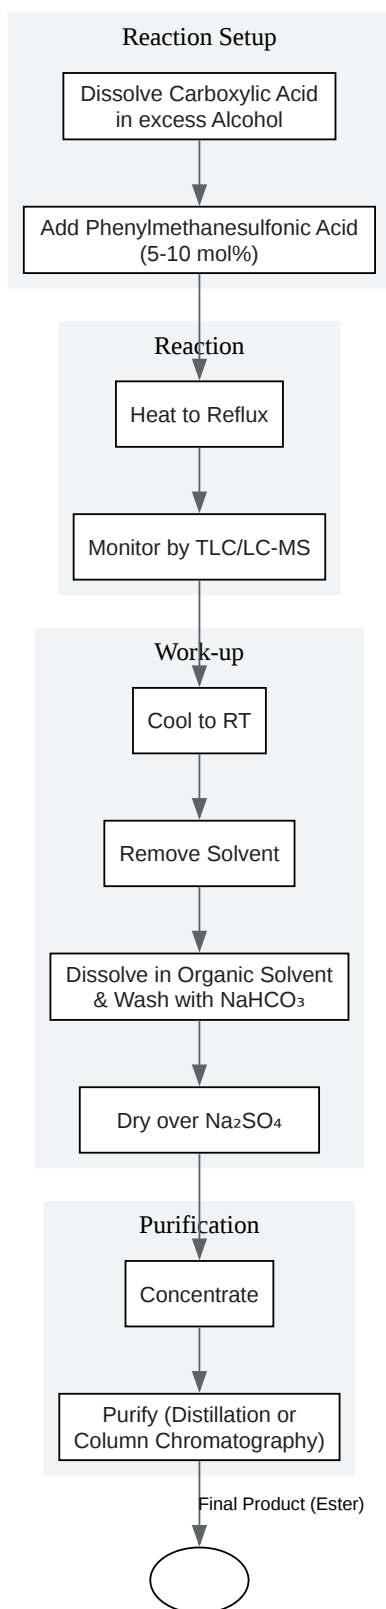 Reaction Setup
Dissolve Carboxylic Acid
in excess Alcohol
Add Phenylmethanesulfonic Acid
(5-10 mol%)
Reaction
Heat to Reflux
Monitor by TLC/LC-MS
Work-up
Cool to RT
Remove Solvent
Dissolve in Organic Solvent
& Wash with NaHCO₃
Dry over Na₂SO₄
Purification
Concentrate
Purify (Distillation or
Column Chromatography)
Final Product (Ester)